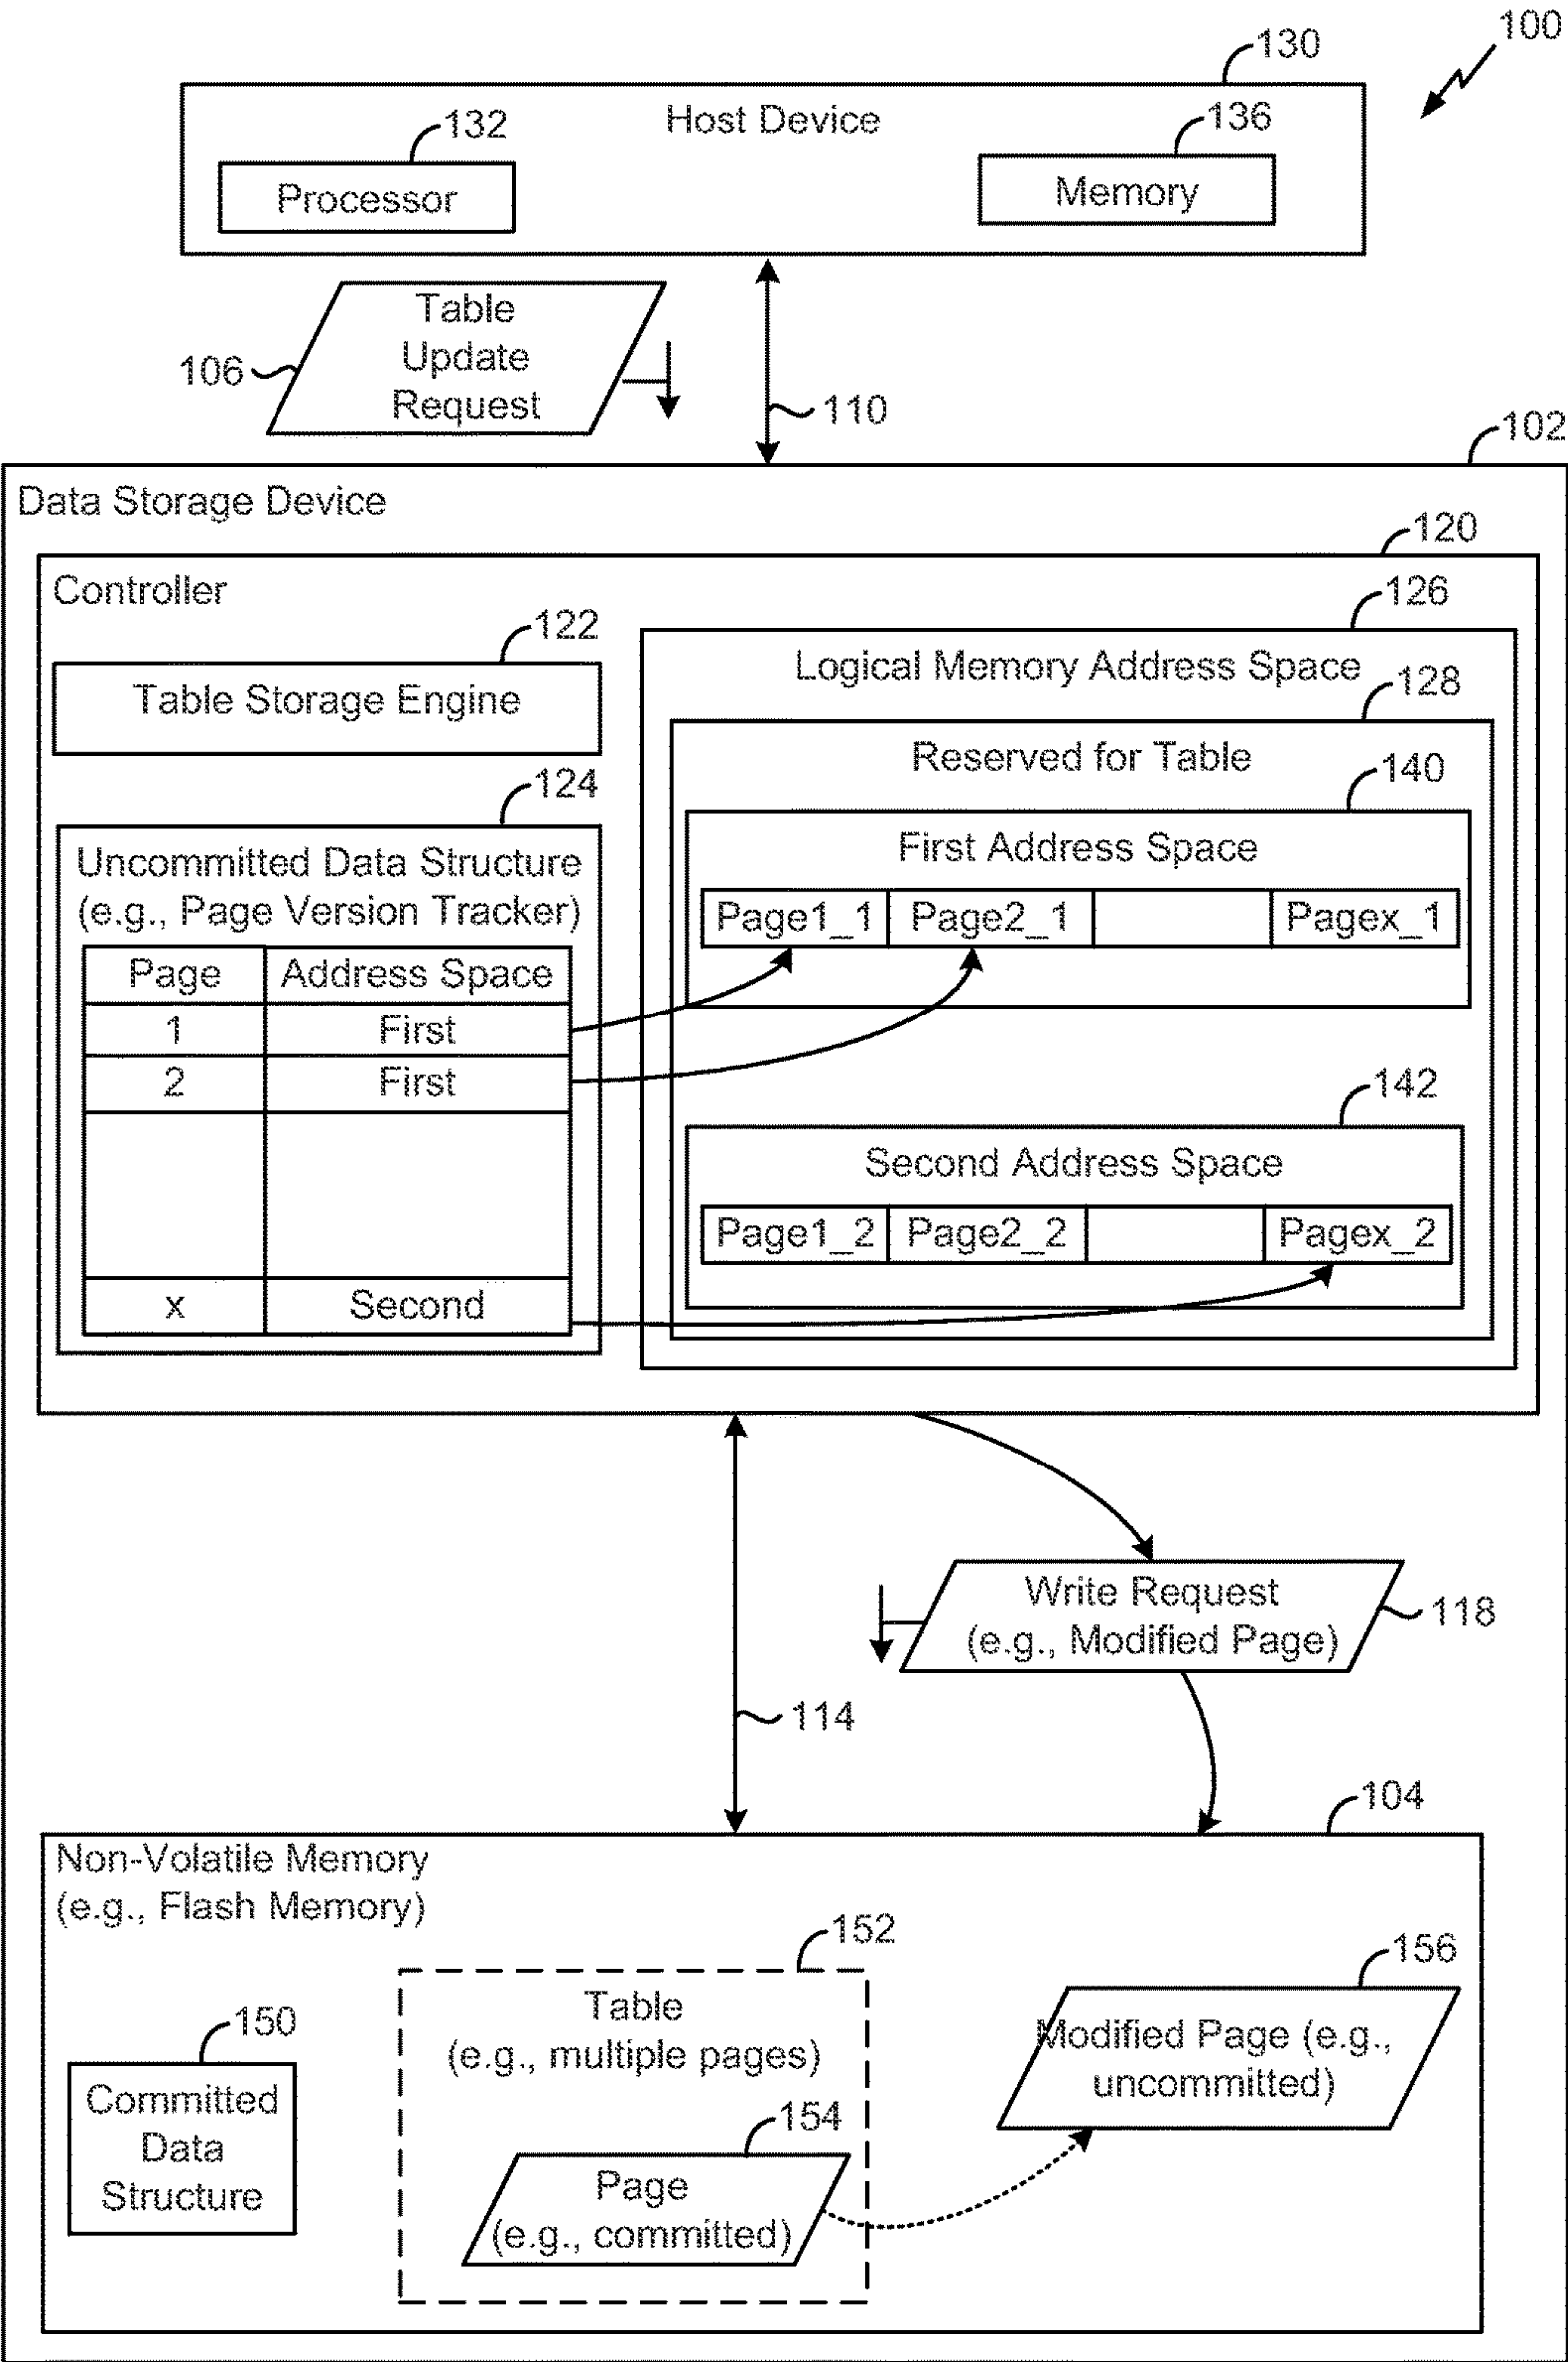 100
130
Host Device
132
136
Processor
Memory
Table
Update
Request
106
110
102
Data Storage Device
120
Controller
126
122
Logical Memory Address Space
Table Storage Engine
128
Reserved for Table
124
140
Uncommitted Data Structure
(e.g., Page Version Tracker)
First Address Space
Page1_1 Page2_1 Pagex_1
Page Address Space
1 First
2 First
142
Second Address Space
Page1_2 Page2_2 Pagex_2
x Second
Write Request
(e.g., Modified Page)
118
114
104
Non-Volatile Memory
(e.g., Flash Memory)
152
156
Table
(e.g., multiple pages)
150
Modified Page (e.g.,
uncommitted)
Committed
Data
Structure
154
Page
(e.g., committed)